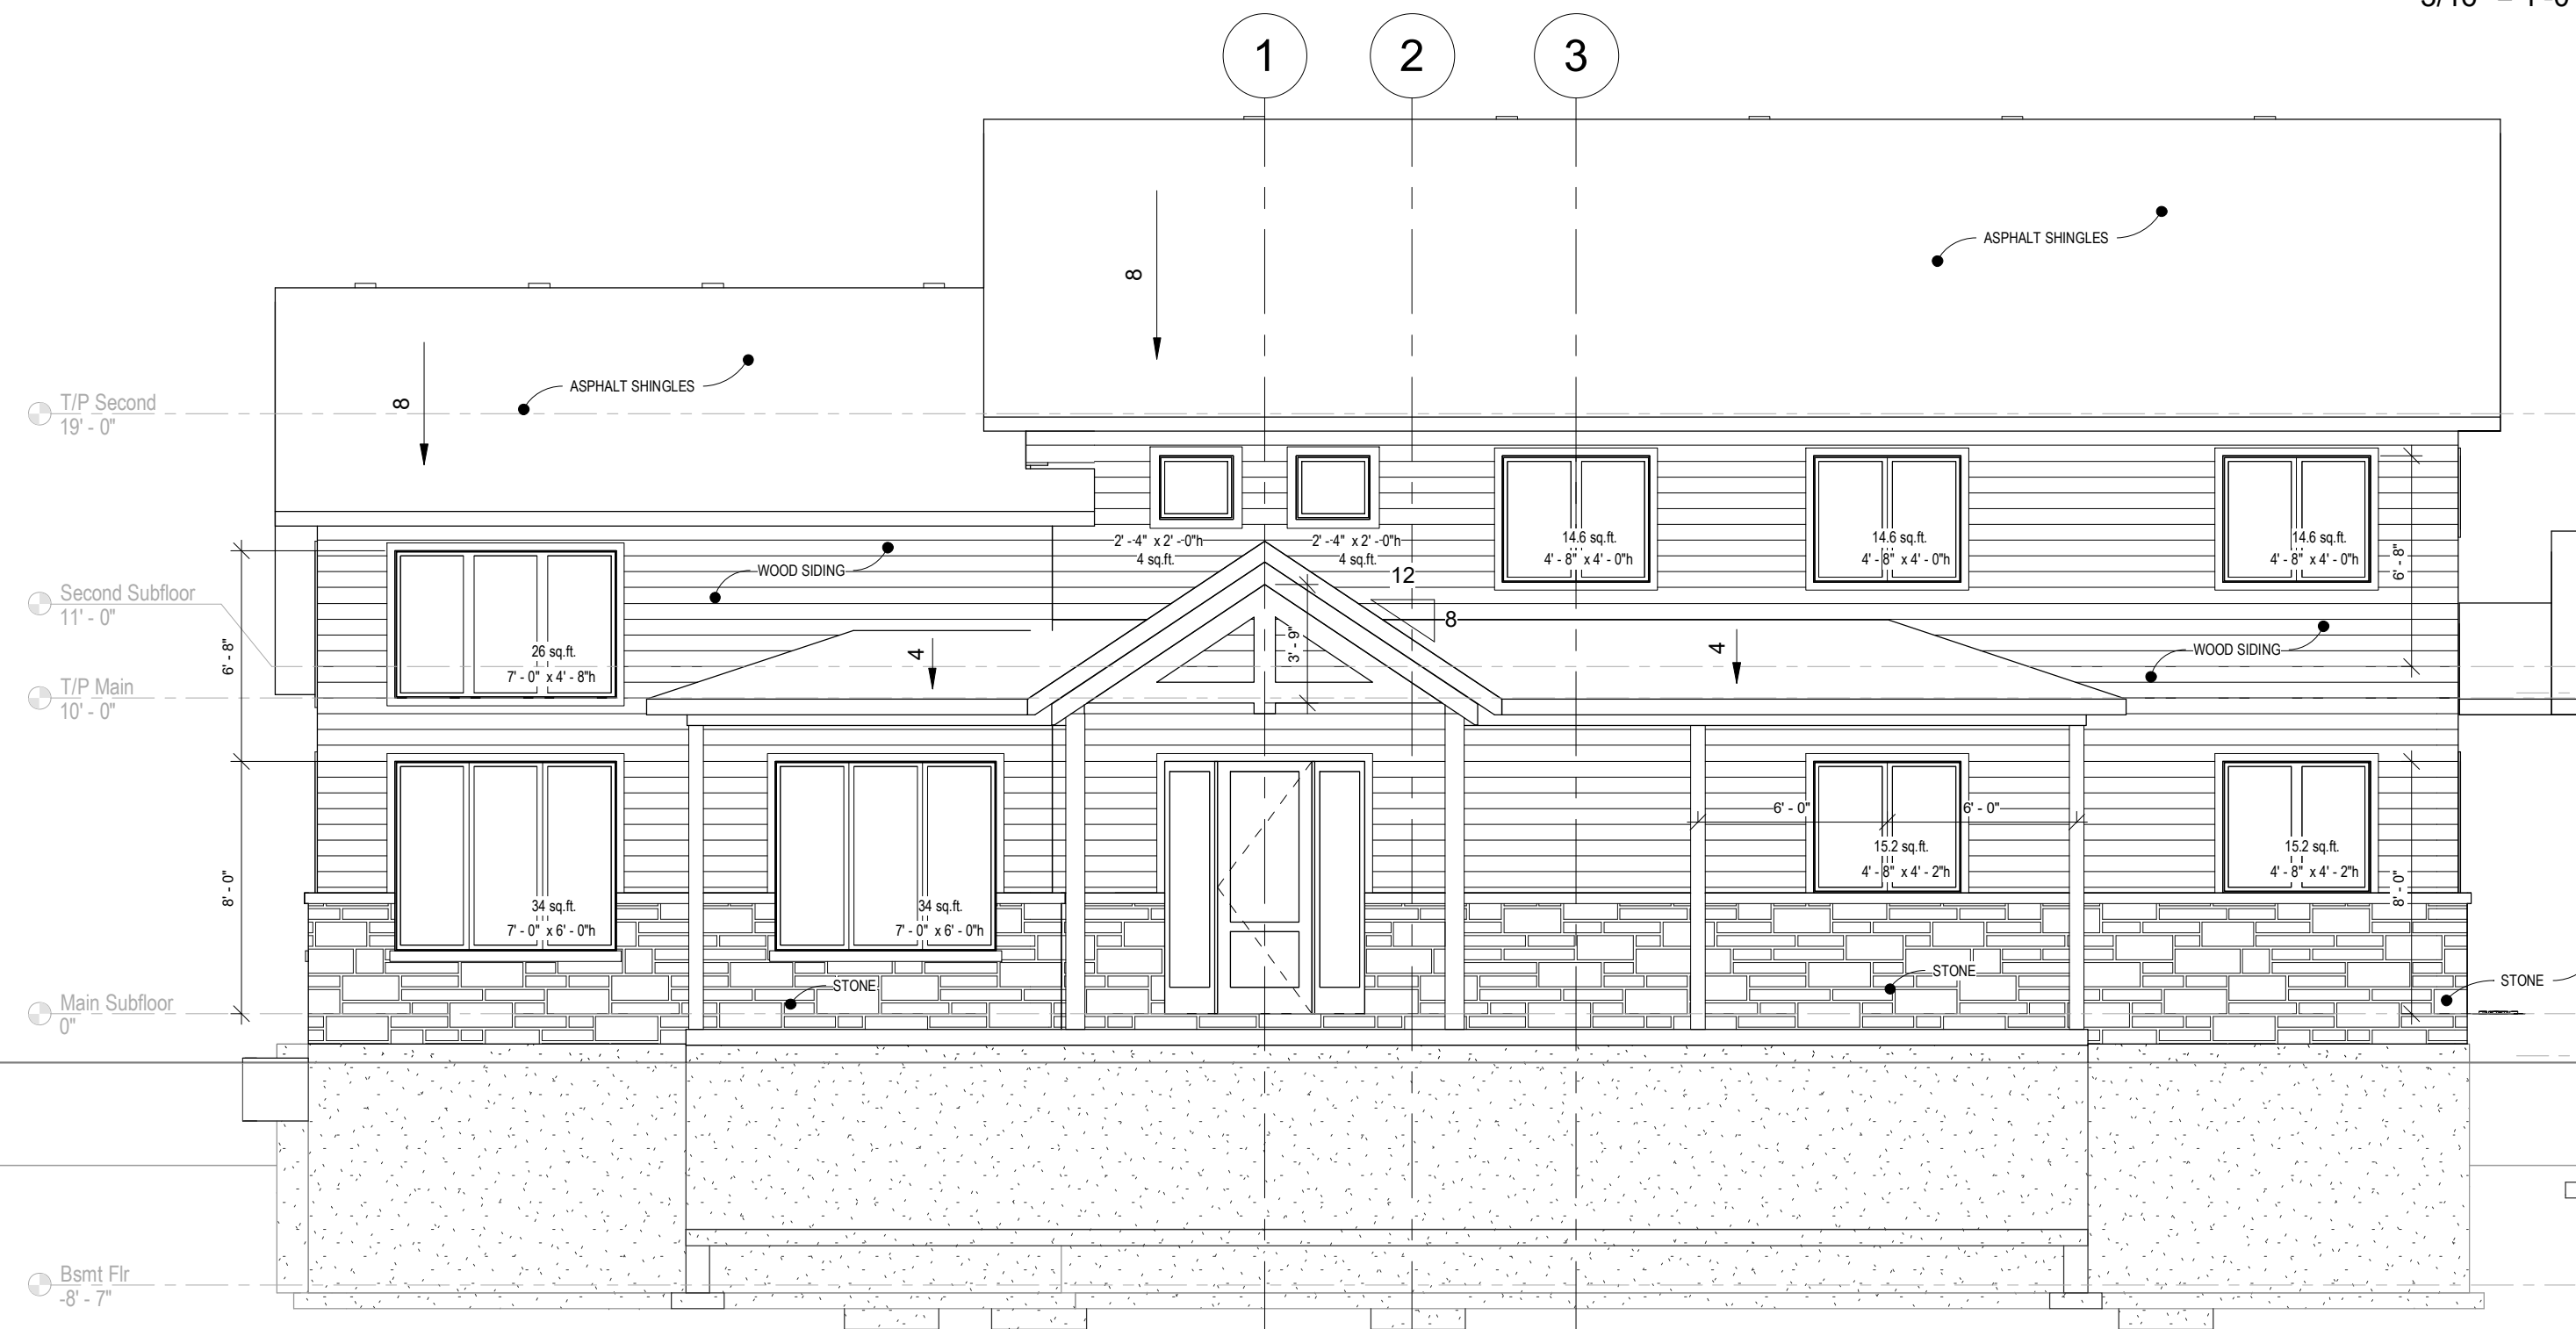 1
2
3
ASPHALT SHINGLES
8
ASPHALT SHINGLES
8
T/P Second
19' - 0"
2' -4" x 2' -0"h
4 sq.ft.
2' -4" x 2' -0"h
4 sq.ft.
14.6 sq.ft.
4' - 8" x 4' - 0"h
14.6 sq.ft.
4' - 8" x 4' - 0"h
14.6 sq.ft.
4' - 8" x 4' - 0"h
6' - 8"
WOOD SIDING
12
8
Second Subfloor
11' - 0"
3' - 9"
4
4
WOOD SIDING
6' - 8"
26 sq.ft.
7' - 0" x 4' - 8"h
T/P Main
10' - 0"
6' - 0"
6' - 0"
15.2 sq.ft.
4' - 8" x 4' - 2"h
15.2 sq.ft.
4' - 8" x 4' - 2"h
8' - 0"
8' - 0"
34 sq.ft.
7' - 0" x 6' - 0"h
34 sq.ft.
7' - 0" x 6' - 0"h
STONE
STONE
STONE
Main Subfloor
0"
Bsmt Flr
-8' - 7"